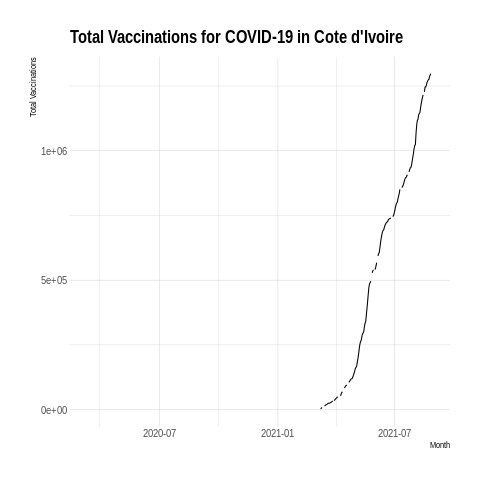 Total Vaccinations for COVID-19 in Cote d'Ivoire
Total Vaccinations
1e+06
5e+05
0e+00
2020-07 2021-01 2021-07
Month